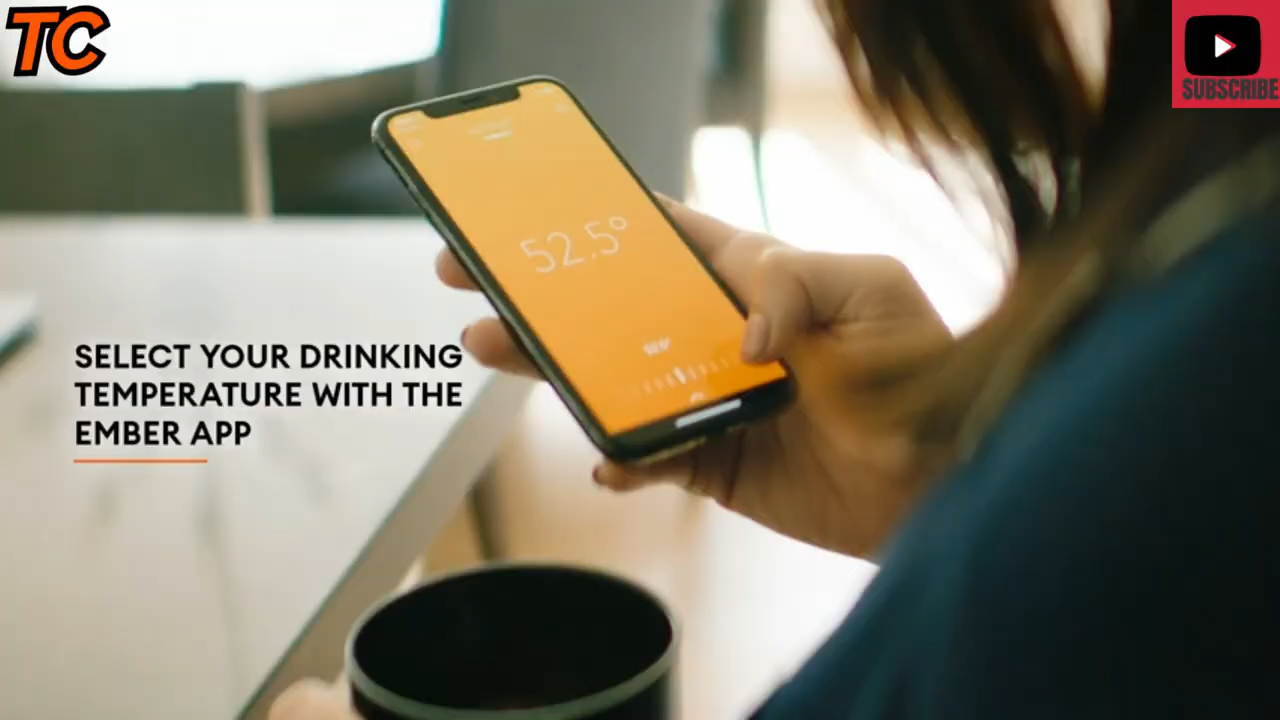 TC
SUBSCRIBE
52.5°
SELECT YOUR DRINKING
TEMPERATURE WITH THE
EMBER APP